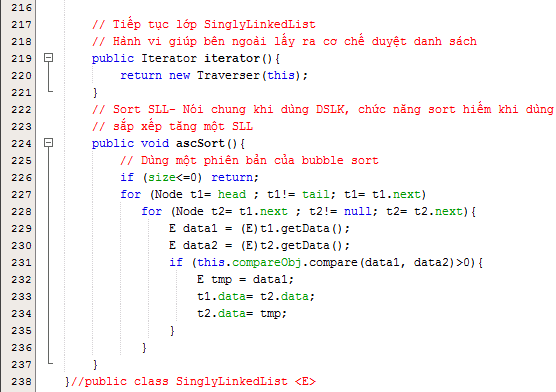 216
217 // Tiếp tục lớp SinglyLinkedList
218 // Hành vi giúp bên ngoài lấy ra cơ chế duyệt danh sách
219 public Iterator iterator(){
220 return new Traverser(this);
221 }
222 // Sort SLL- Nói chung khi dùng DSLK, chức năng sort hiếm khi dùng
223 // sắp xếp tăng một SLL
224 public void ascSort(){
225 // Dùng một phiên bản của bubble sort
226 if (size<=0) return;
227 for (Node t1= head ; t1!= tail; t1= t1.next)
228 for (Node t2= t1.next ; t2!= null; t2= t2.next){
229 E data1 = (E)t1.getData();
230 E data2 = (E)t2.getData();
231 if (this.compareObj.compare(data1, data2)>0){
232 E tmp = data1;
233 t1.data= t2.data;
234 t2.data= tmp;
235 }
236 }
237 }
238 }//public class SinglyLinkedList <E>